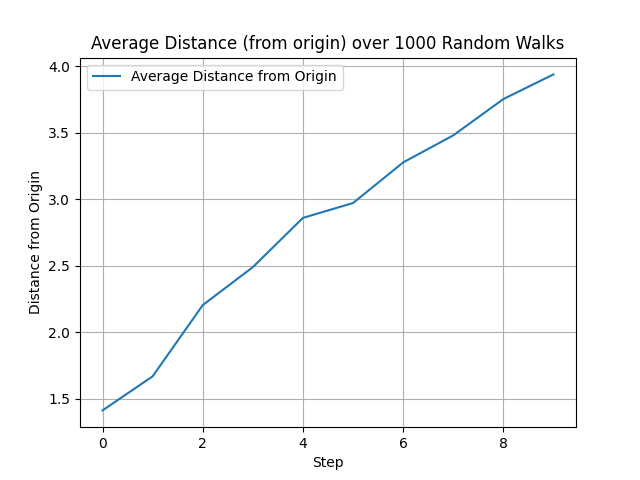 Average Distance (from origin) over 1000 Random Walks
Average Distance from Origin
Distance from Origin
4.0
3.5
3.0
2.5
2.0
1.5
0 2 4 6 8
Step